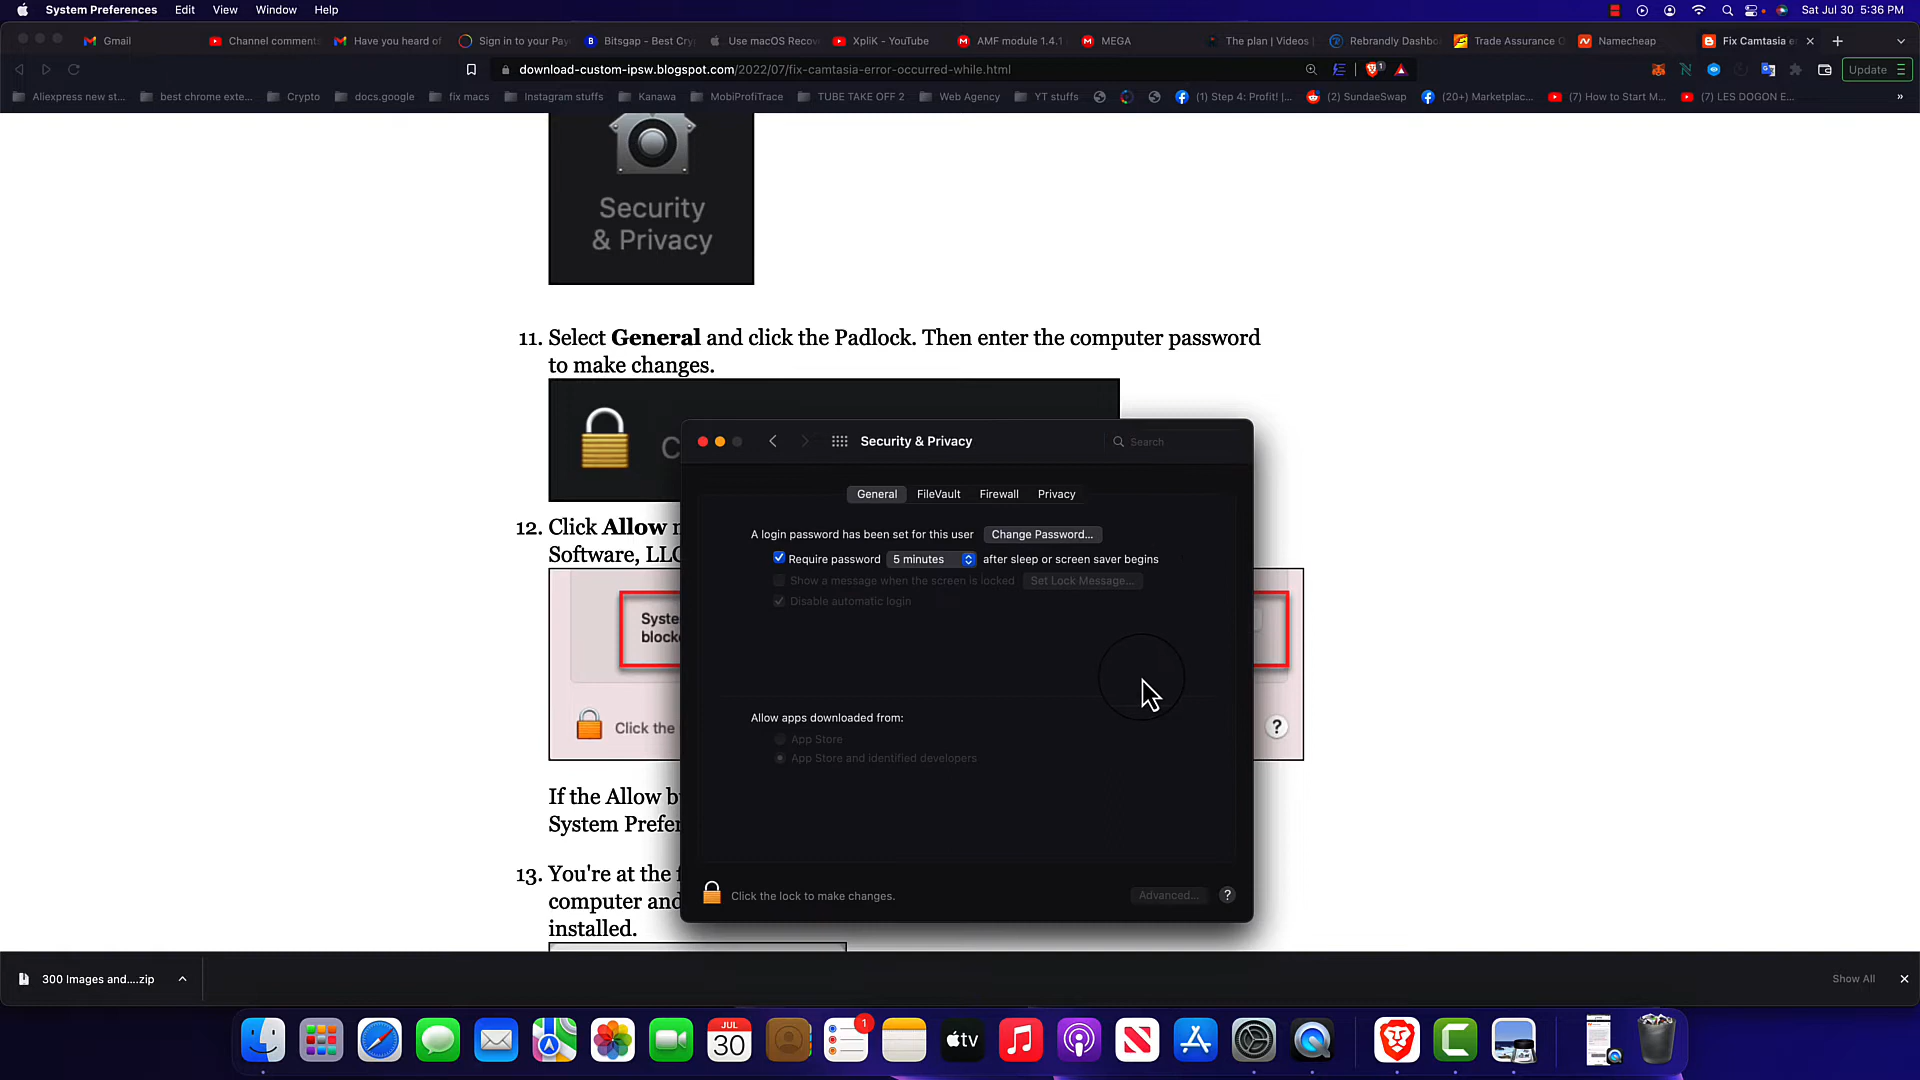 System Preferences Edit View Window Help Sat Jul 30 5:36 PM
Gmail Channel comment Have you heard of Sign in to your Pay Bitsgap - Best Cry Use macOS Reco XpliK - YouTube AMF module 1.4.1 MEGA The plan | Videos Rebrandly Dashbo Trade Assurance O Namecheap Fix Camtasia e
download-custom-ipsw.blogspot.com/2022/07/fix-camtasia-error-occurred-while.html 1 Update
Aliexpress new st... best chrome exte... Crypto docs.google fix macs Instagram stuffs Kanawa MobiProfiTrace TUBE TAKE OFF 2 Web Agency YT stuffs (1) Step 4: Profit! |... (2) SundaeSwap (20+) Marketplac... (7) How to Start M... (7) LES DOGON E... »
Security
& Privacy
11. Select General and click the Padlock. Then enter the computer password
to make changes.
C
Security & Privacy Search
General FileVault Firewall Privacy
12. Click Allow
Software, LLC
A login password has been set for this user Change Password...
Require password 5 minutes after sleep or screen saver begins
Show a message when the screen is locked Set Lock Message...
Disable automatic login
Syste
blocke
Allow apps downloaded from:
App Store
App Store and identified developers
Click the ?
If the Allow b
System Prefer
13. You're at the
computer and
installed.
Click the lock to make changes. Advanced... ?
300 Images and....zip Show All
JUL
30
1
tv